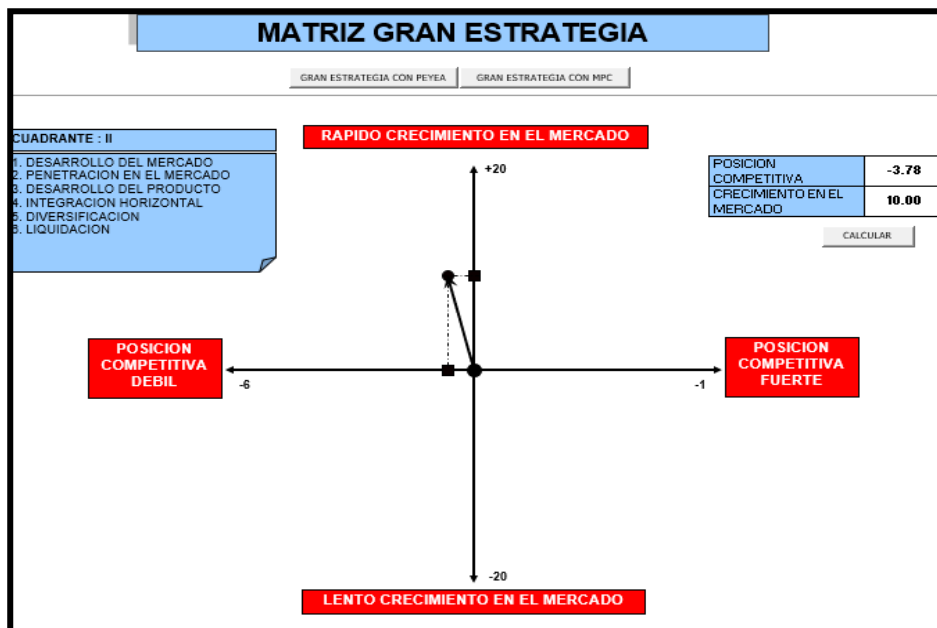 MATRIZ GRAN ESTRATEGIA
GRAN ESTRATEGIA CON PEYEA
GRAN ESTRATEGIA CON MPC
CUADRANTE : II
1. DESARROLLO DEL MERCADO
2. PENETRACION EN EL MERCADO
3. DESARROLLO DEL PRODUCTO
4. INTEGRACION HORIZONTAL
5. DIVERSIFICACION
6. LIQUIDACION
RAPIDO CRECIMIENTO EN EL MERCADO
+20
POSICION
COMPETITIVA
-3.78
CRECIMIENTO EN EL
MERCADO
10.00
CALCULAR
POSICION
COMPETITIVA
DEBIL
-6
-1
POSICION
COMPETITIVA
FUERTE
-20
LENTO CRECIMIENTO EN EL MERCADO